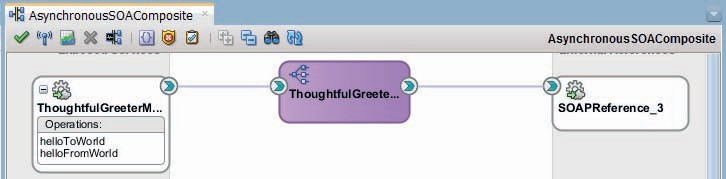 AsynchronousSOAComposite
AsynchronousSOAComposite
ThoughtfulGreeterM...
Operations:
helloToWorld
helloFromWorld
ThoughtfulGreete...
SOAPReference_3